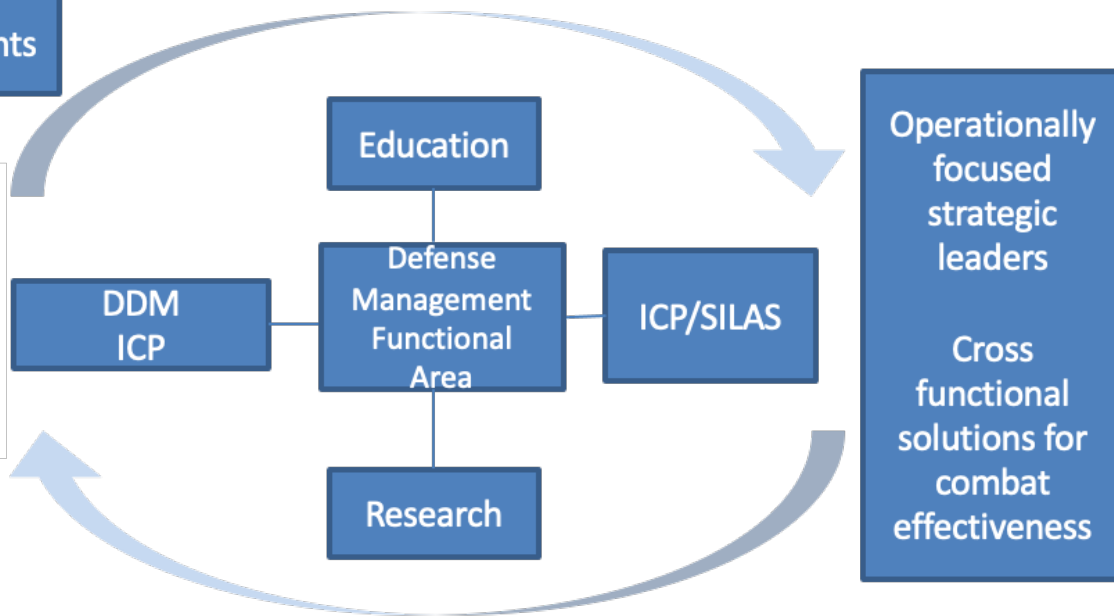 nts
Education
Defense
Management
Functional
Area
DDM
ICP
ICP/SILAS
Research
Operationally
focused
strategic
leaders
Cross
functional
solutions for
combat
effectiveness